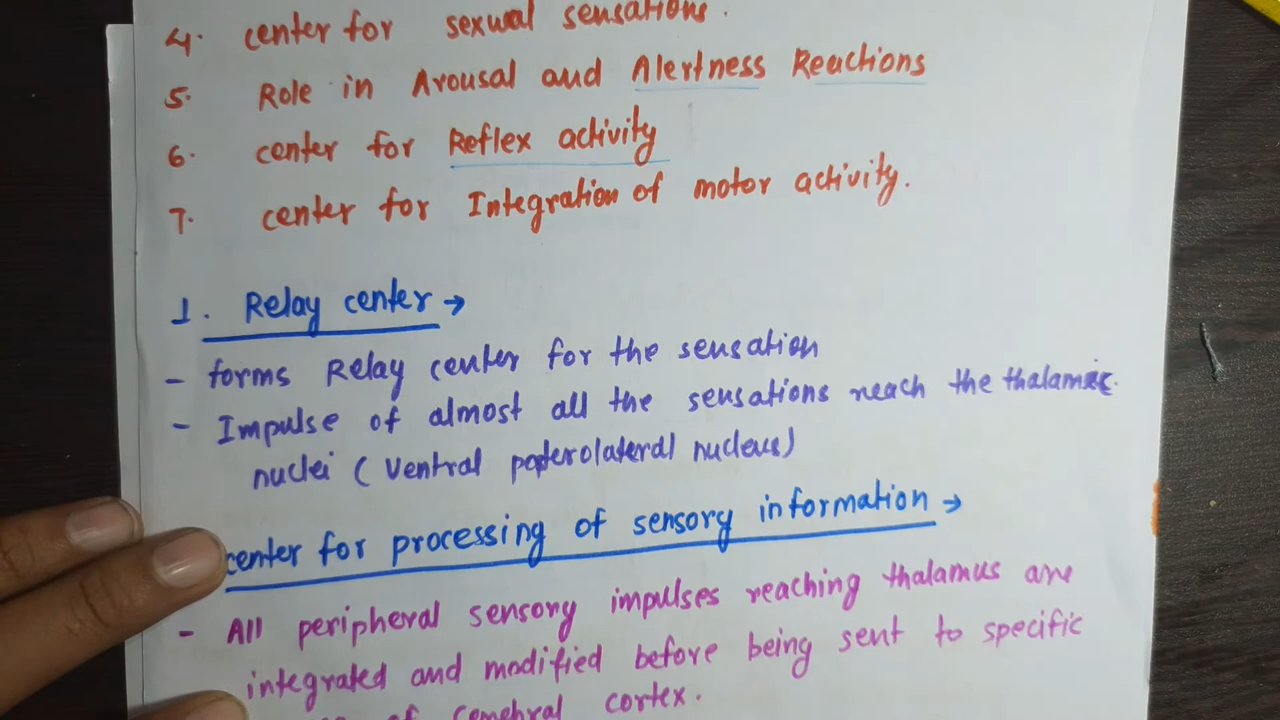 4. center for sexual sensations.
5. Role in Arousal and Alertness Reactions
6. center for Reflex activity
7. center for Integration of motor activity.
1. Relay center →
- forms Relay center for the sensation
- Impulse of almost all the sensations reach the thalamic
nuclei (ventral posterolateral nucleus)
center for processing of sensory information →
- All peripheral sensory impulses reaching thalamus are
integrated and modified before being sent to specific
of cerebral cortex.